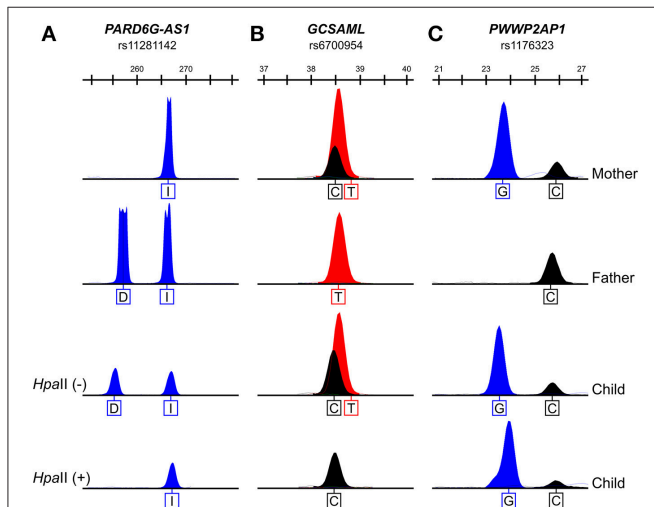 A PARD6G-AS1 B GCSAML C PWWP2AP1
rs11281142 rs6700954 rs1176323
260 270 37 38 39 40 21 23 25 26 27
Mother
I C T G C
Father
D I T C
HpaII (-) Child
D I C T G C
HpaII (+) Child
I C G C